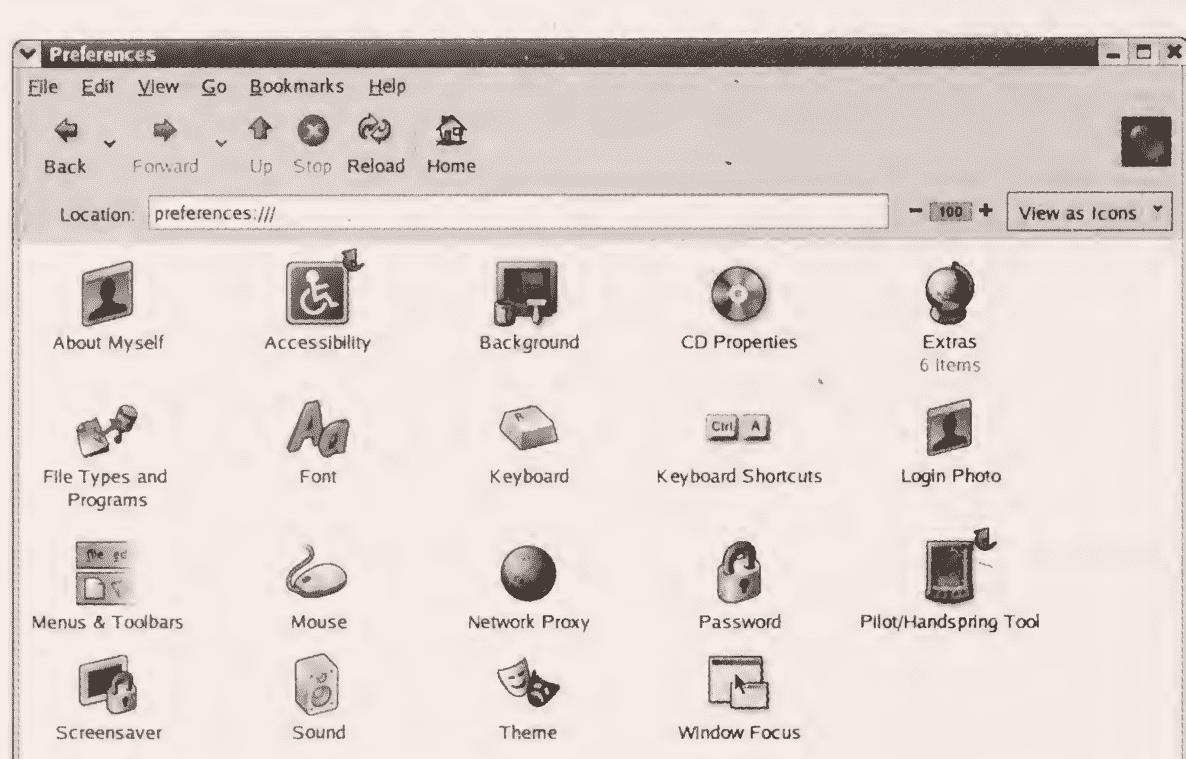 Preferences
File Edit View Go Bookmarks Help
Back Forward Up Stop Reload Home
Location: preferences:/// 100 View as Icons
About Myself Accessibility Background CD Properties Extras
6 items
R Ctrl A
File Types and Programs Font Keyboard Keyboard Shortcuts Login Photo
file ed
Menus & Toolbars Mouse Network Proxy Password Pilot/Handspring Tool
Screensaver Sound Theme Window Focus